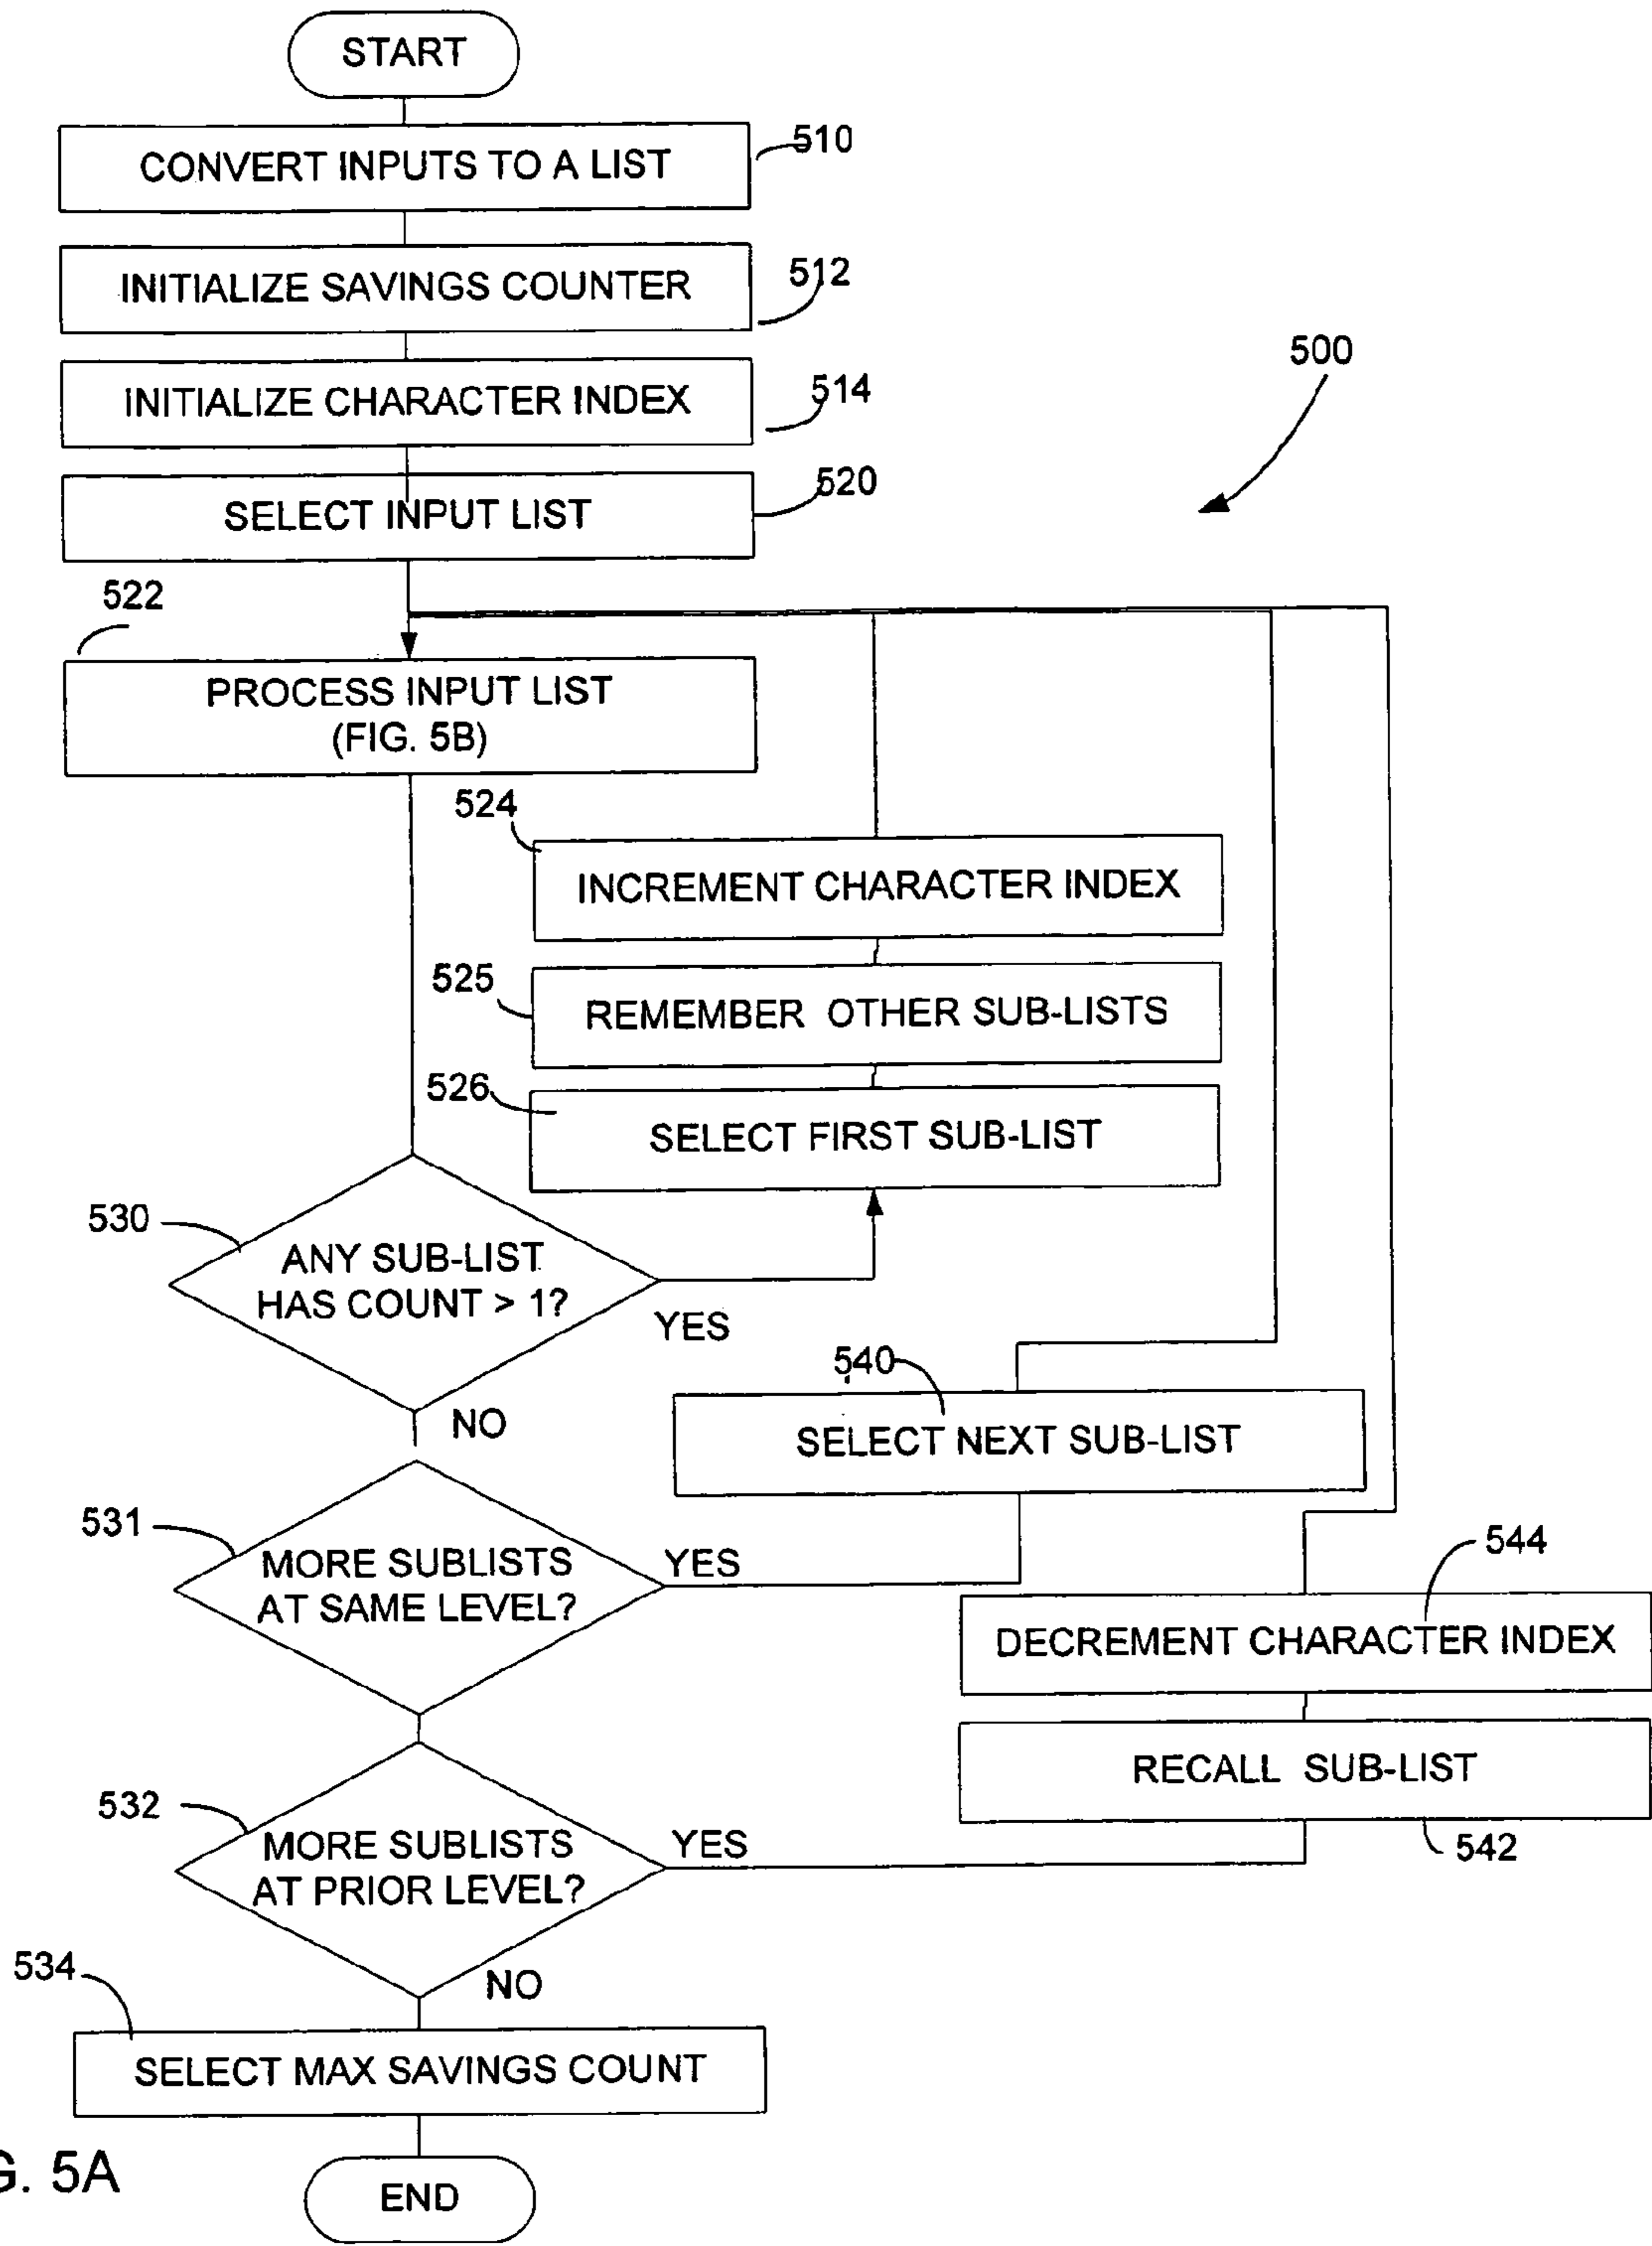 START
CONVERT INPUTS TO A LIST
510
INITIALIZE SAVINGS COUNTER
512
INITIALIZE CHARACTER INDEX
514
500
SELECT INPUT LIST
520
522
PROCESS INPUT LIST
(FIG. 5B)
524
INCREMENT CHARACTER INDEX
525
REMEMBER OTHER SUB-LISTS
526
SELECT FIRST SUB-LIST
530
ANY SUB-LIST
HAS COUNT > 1?
YES
NO
540
SELECT NEXT SUB-LIST
531
MORE SUBLISTS
AT SAME LEVEL?
YES
544
DECREMENT CHARACTER INDEX
RECALL SUB-LIST
542
532
MORE SUBLISTS
AT PRIOR LEVEL?
YES
NO
534
SELECT MAX SAVINGS COUNT
END
G. 5A